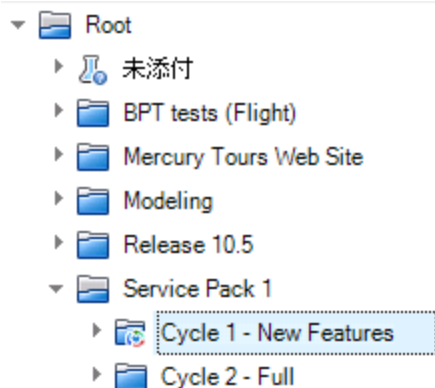 Root
未添付
BPT tests (Flight)
Mercury Tours Web Site
Modeling
Release 10.5
Service Pack 1
Cycle 1 - New Features
Cycle 2 - Full